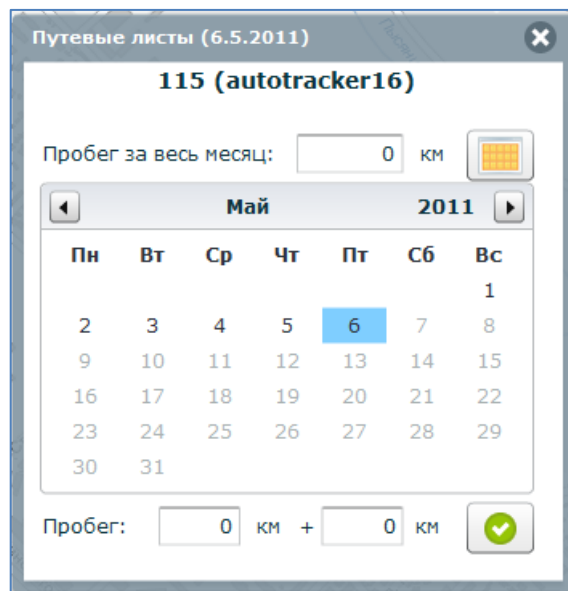 Путевые листы (6.5.2011)
115 (autotracker16)
Пробег за весь месяц: 0 км
Май 2011
Пн Вт Ср Чт Пт Сб Вс
1
2 3 4 5 6 7 8
9 10 11 12 13 14 15
16 17 18 19 20 21 22
23 24 25 26 27 28 29
30 31
Пробег: 0 км + 0 км